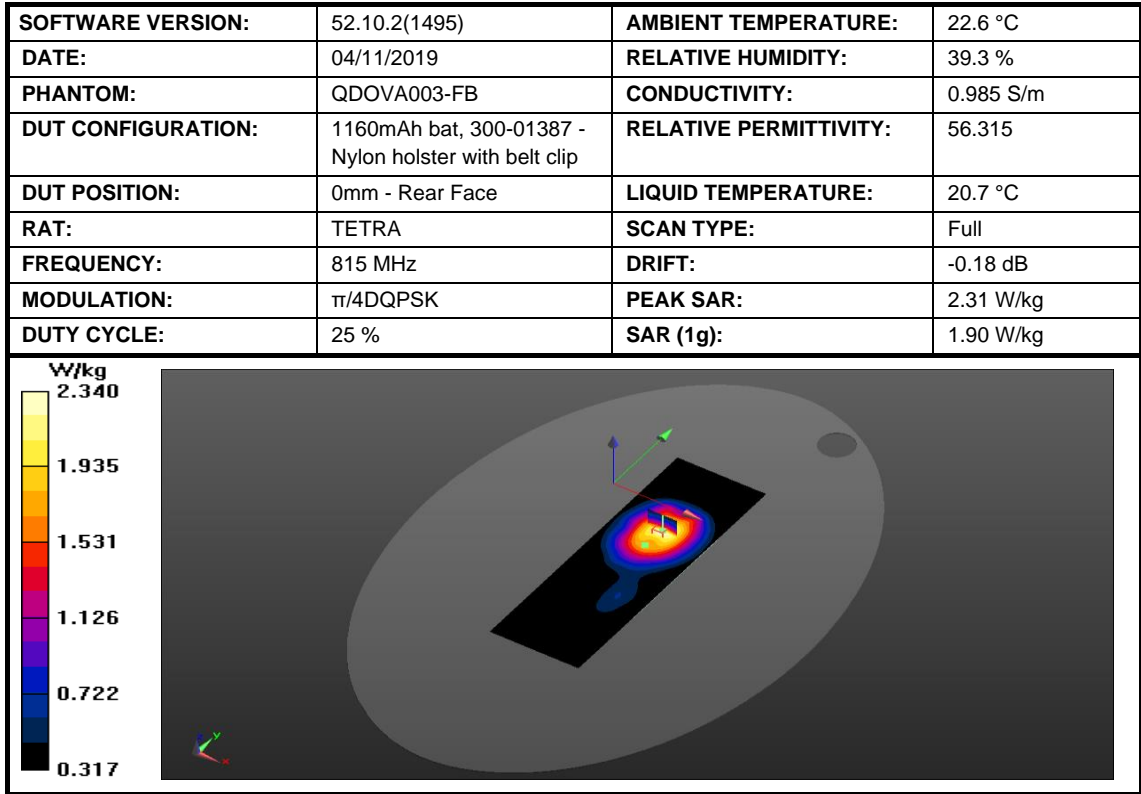 SOFTWARE VERSION: 52.10.2(1495) AMBIENT TEMPERATURE: 22.6 °C
DATE: 04/11/2019 RELATIVE HUMIDITY: 39.3 %
PHANTOM: QDOVA003-FB CONDUCTIVITY: 0.985 S/m
DUT CONFIGURATION: 1160mAh bat, 300-01387 - RELATIVE PERMITTIVITY: 56.315
Nylon holster with belt clip
DUT POSITION: 0mm - Rear Face LIQUID TEMPERATURE: 20.7 °C
RAT: TETRA SCAN TYPE: Full
FREQUENCY: 815 MHz DRIFT: -0.18 dB
MODULATION: π/4DQPSK PEAK SAR: 2.31 W/kg
DUTY CYCLE: 25 % SAR (1g): 1.90 W/kg
W/kg
2.340
1.935
1.531
1.126
0.722
0.317
z y
x